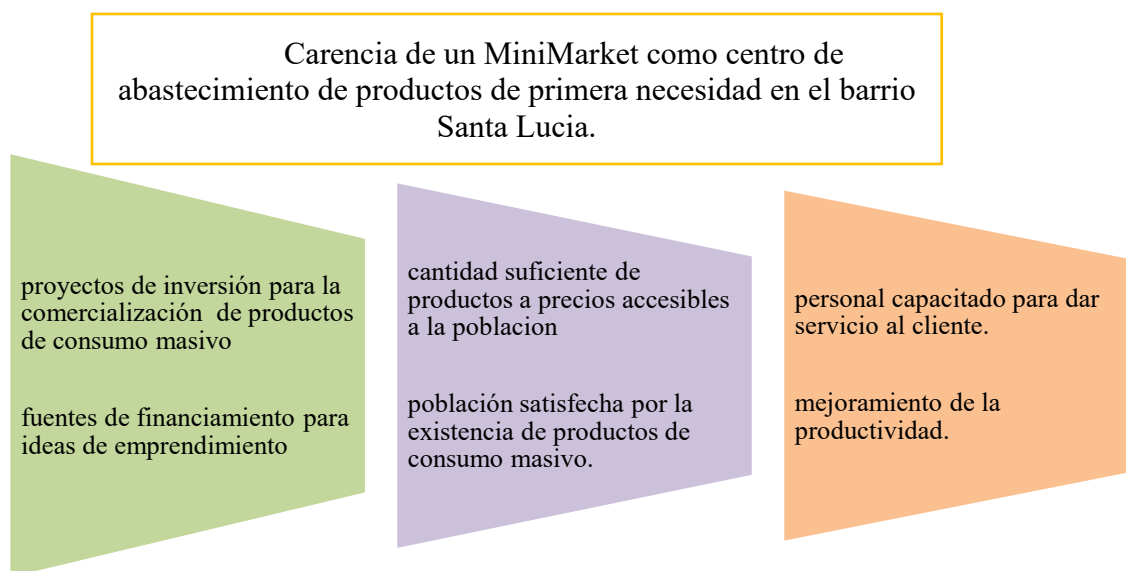 Carencia de un MiniMarket como centro de
abastecimiento de productos de primera necesidad en el barrio
Santa Lucia.
proyectos de inversión para la
comercialización de productos
de consumo masivo
fuentes de financiamiento para
ideas de emprendimiento
cantidad suficiente de
productos a precios accesibles
a la poblacion
población satisfecha por la
existencia de productos de
consumo masivo.
personal capacitado para dar
servicio al cliente.
mejoramiento de la
productividad.